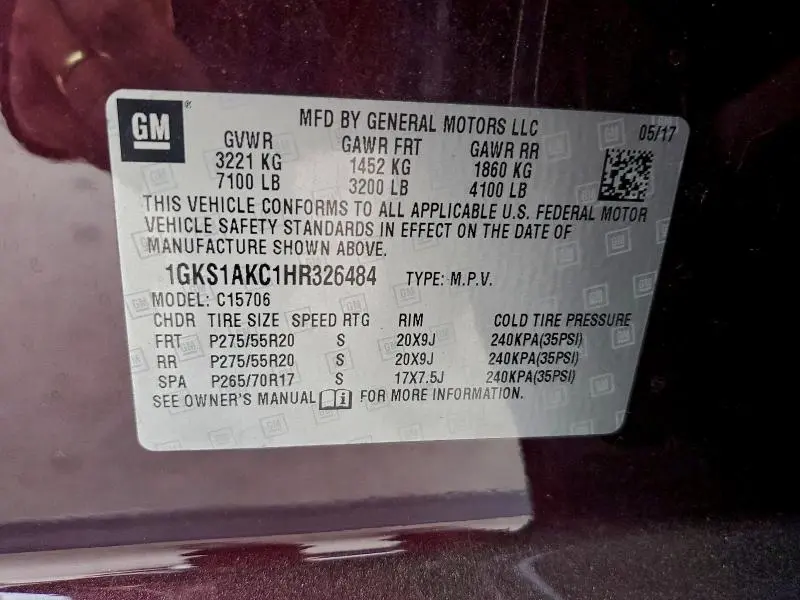 GM
MFD BY GENERAL MOTORS LLC 05/17
GVWR GAWR FRT GAWR RR
3221 KG 1452 KG 1860 KG
7100 LB 3200 LB 4100 LB
THIS VEHICLE CONFORMS TO ALL APPLICABLE U.S. FEDERAL MOTOR
VEHICLE SAFETY STANDARDS IN EFFECT ON THE DATE OF
MANUFACTURE SHOWN ABOVE.
1GKS1AKC1HR326484 TYPE: M.P.V.
MODEL: C15706
CHDR TIRE SIZE SPEED RTG RIM COLD TIRE PRESSURE
FRT P275/55R20 S 20X9J 240KPA(35PSI)
RR P275/55R20 S 20X9J 240KPA(35PSI)
SPA P265/70R17 S 17X7.5J 240KPA(35PSI)
SEE OWNER'S MANUAL i FOR MORE INFORMATION.